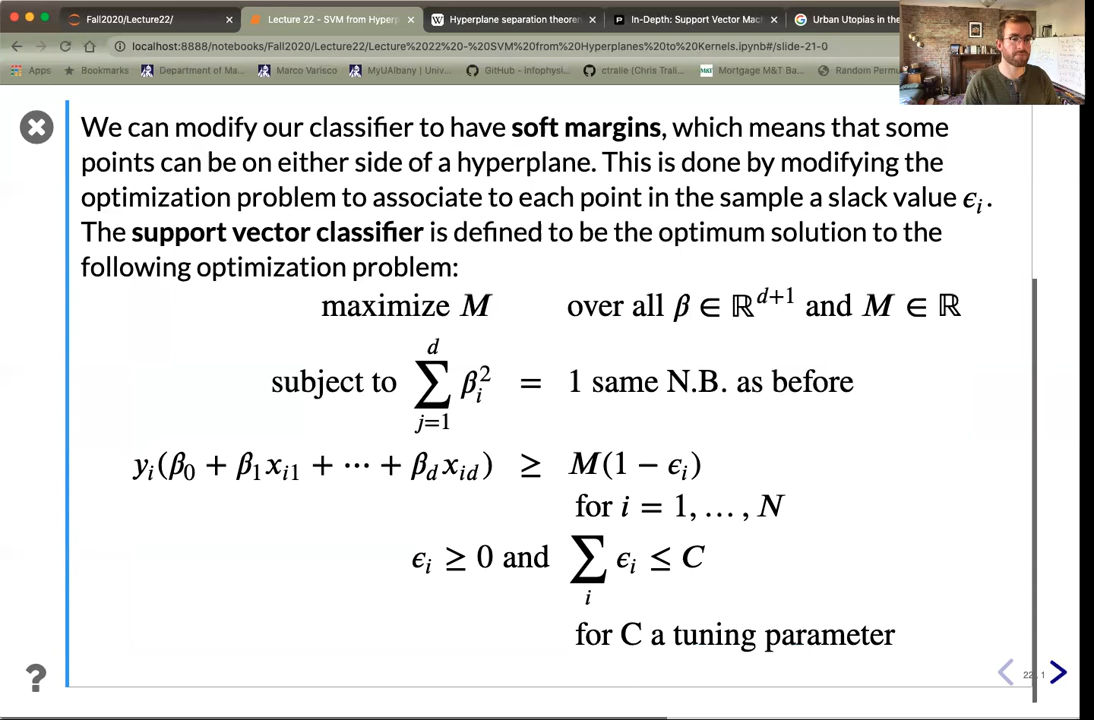 Fall2020/Lecture22/
Lecture 22 - SVM from Hyperp
Hyperplane separation theorem
In-Depth: Support Vector Mac
Urban Utopias in the
localhost:8888/notebooks/Fall2020/Lecture22/Lecture%2022%20-%20SVM%20from%20Hyperplanes%20to%20Kernels.ipynb#/slide-21-0
Apps
Bookmarks
Department of Ma...
Marco Varisco
MyUAlbany | Univ...
GitHub - Infophysi...
ctralie (Chris Trali...
Mortgage M&T Ba...
Random Permu
We can modify our classifier to have soft margins, which means that some
points can be on either side of a hyperplane. This is done by modifying the
optimization problem to associate to each point in the sample a slack value ϵᵢ.
The support vector classifier is defined to be the optimum solution to the
following optimization problem:
maximize M over all β ∈ ℝᵈ⁺¹ and M ∈ ℝ
subject to ∑_{j=1}^{d} β_i^2 = 1 same N.B. as before
y_i(β_0 + β_1x_{i1} + ⋯ + β_dx_{id}) ≥ M(1 − ϵ_i)
for i = 1, … , N
ϵ_i ≥ 0 and ∑_i ϵ_i ≤ C
for C a tuning parameter
22.1
?